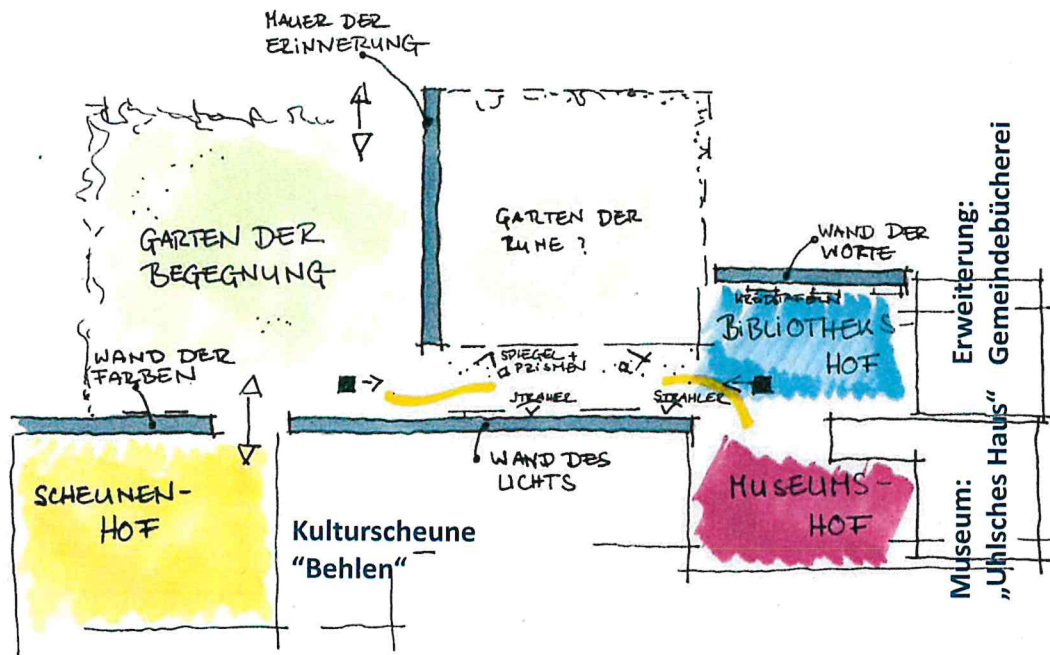 MAUER DER
ERINNERUNG
GARTEN DER
BEGEGNUNG
GARTEN DER
RUHE ?
WAND DER
WORTE
KREIDETAFELN
BIBLIOTHEKS-
HOF
Erweiterung:
Gemeindebücherei
WAND DER
FARBEN
SPIEGEL +
PRISMEN
STRAHLER
STRAHLER
WAND DES
LICHTS
SCHEUNEN-
HOF
Kulturscheune
"Behlen“
MUSEUMS-
HOF
Museum:
„Uhlsches Haus"